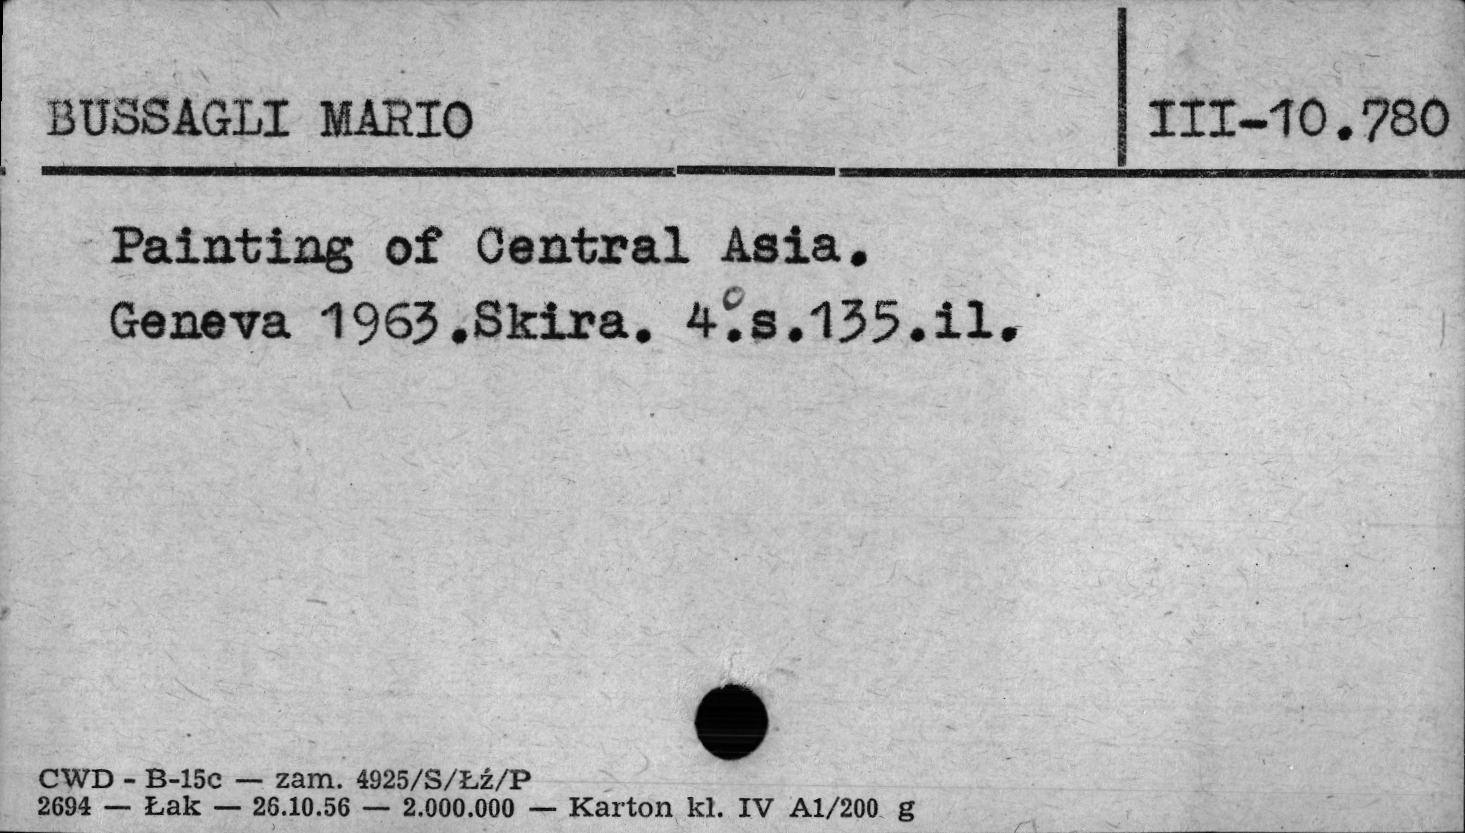 BUSSAGLI MARIO
III-10.780
Painting of Central Asia.
Geneva 1963.Skira. 4°.s.135.il.
CWD - B-15c — zam. 4925/S/Łź/P
2694 — Łak — 26.10.56 — 2.000.000 — Karton kl. IV A1/200 g